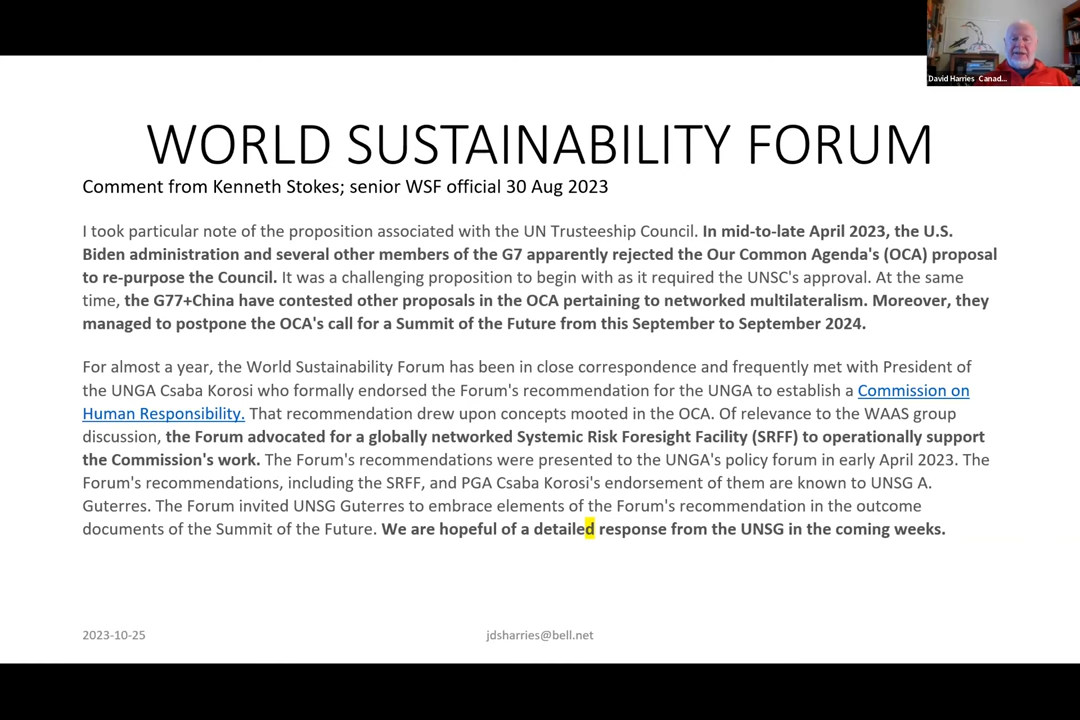 David Harries Canad...
WORLD SUSTAINABILITY FORUM
Comment from Kenneth Stokes; senior WSF official 30 Aug 2023
I took particular note of the proposition associated with the UN Trusteeship Council. In mid-to-late April 2023, the U.S.
Biden administration and several other members of the G7 apparently rejected the Our Common Agenda's (OCA) proposal
to re-purpose the Council. It was a challenging proposition to begin with as it required the UNSC's approval. At the same
time, the G77+China have contested other proposals in the OCA pertaining to networked multilateralism. Moreover, they
managed to postpone the OCA's call for a Summit of the Future from this September to September 2024.
For almost a year, the World Sustainability Forum has been in close correspondence and frequently met with President of
the UNGA Csaba Korosi who formally endorsed the Forum's recommendation for the UNGA to establish a Commission on
Human Responsibility. That recommendation drew upon concepts mooted in the OCA. Of relevance to the WAAS group
discussion, the Forum advocated for a globally networked Systemic Risk Foresight Facility (SRFF) to operationally support
the Commission's work. The Forum's recommendations were presented to the UNGA's policy forum in early April 2023. The
Forum's recommendations, including the SRFF, and PGA Csaba Korosi's endorsement of them are known to UNSG A.
Guterres. The Forum invited UNSG Guterres to embrace elements of the Forum's recommendation in the outcome
documents of the Summit of the Future. We are hopeful of a detailed response from the UNSG in the coming weeks.
2023-10-25
jdsharries@bell.net